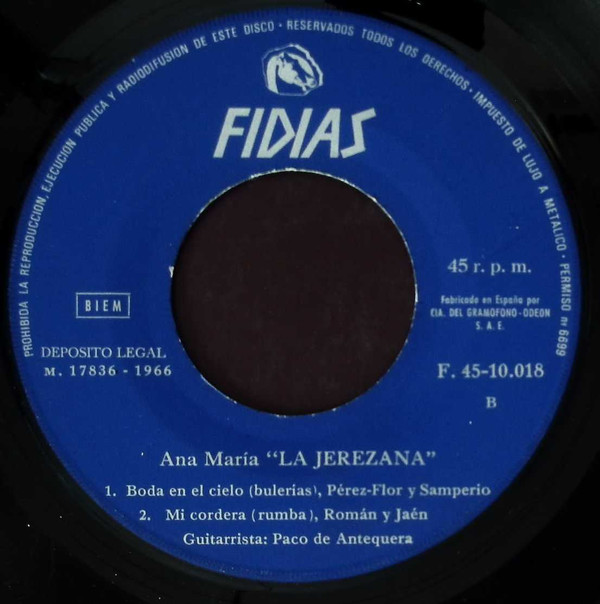 PROHIBIDA LA REPRODUCCION, EJECUCION PUBLICA Y RADIODIFUSION DE ESTE DISCO · RESERVADOS TODOS LOS DERECHOS · IMPUESTO DE LUJO A METALICO · PERMISO nº 6699
FIDIAS
45 r. p. m.
BIEM
Fabricado en España por
CIA. DEL GRAMOFONO-ODEON
S. A. E.
DEPOSITO LEGAL
M. 17836 - 1966
F. 45-10.018
B
Ana María "LA JEREZANA"
1. Boda en el cielo (bulerias), Pérez-Flor y Samperio
2. Mi cordera (rumba), Román y Jaén
Guitarrista: Paco de Antequera